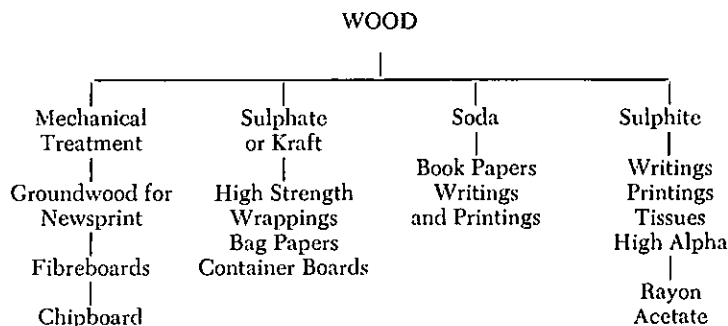 WOOD
Mechanical
Treatment
Groundwood for
Newsprint
Fibreboards
Chipboard
Sulphate
or Kraft
High Strength
Wrappings
Bag Papers
Container Boards
Soda
Book Papers
Writings
and Printings
Sulphite
Writings
Printings
Tissues
High Alpha
Rayon
Acetate